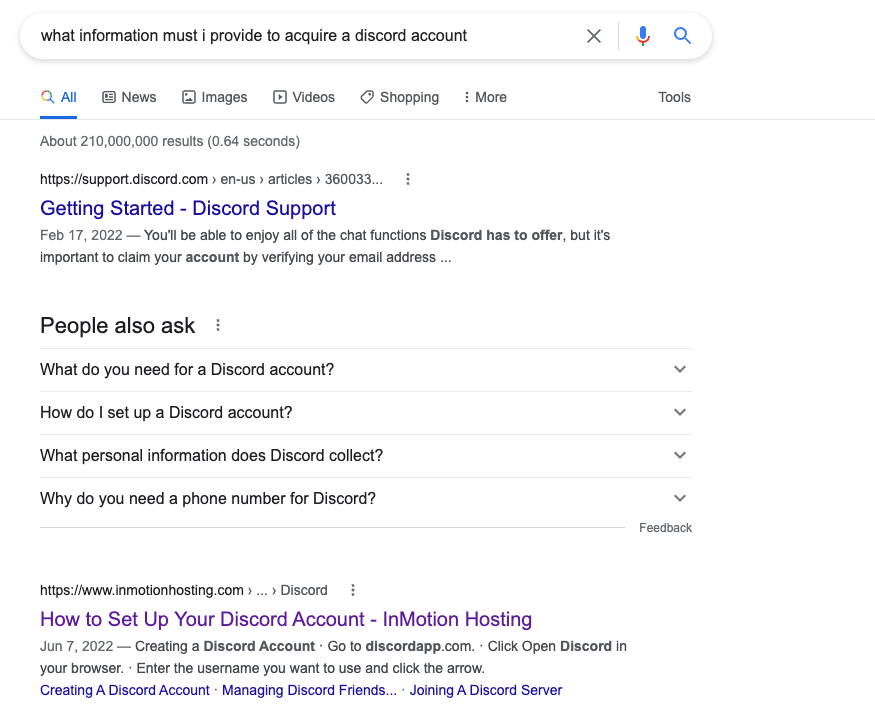 what information must i provide to acquire a discord account
All News Images Videos Shopping More Tools
About 210,000,000 results (0.64 seconds)
https://support.discord.com › en-us › articles › 360033...
Getting Started - Discord Support
Feb 17, 2022 — You'll be able to enjoy all of the chat functions Discord has to offer, but it's
important to claim your account by verifying your email address ...
People also ask
What do you need for a Discord account?
How do I set up a Discord account?
What personal information does Discord collect?
Why do you need a phone number for Discord?
Feedback
https://www.inmotionhosting.com › ... › Discord
How to Set Up Your Discord Account - InMotion Hosting
Jun 7, 2022 — Creating a Discord Account · Go to discordapp.com. · Click Open Discord in
your browser. · Enter the username you want to use and click the arrow.
Creating A Discord Account · Managing Discord Friends... · Joining A Discord Server